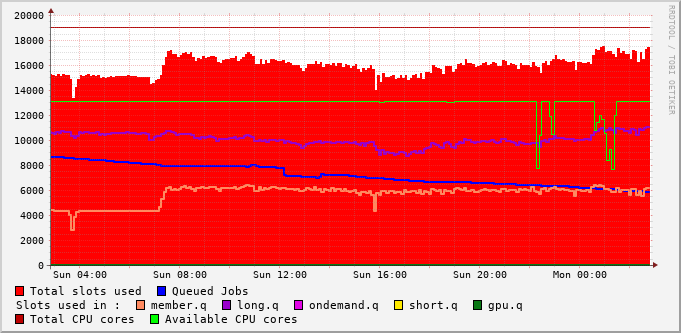 RRDTOOL / TOBI OETIKER
20000
18000
16000
14000
12000
10000
8000
6000
4000
2000
0
Sun 04:00 Sun 08:00 Sun 12:00 Sun 16:00 Sun 20:00 Mon 00:00
Total slots used Queued Jobs
Slots used in : member.q long.q ondemand.q short.q gpu.q
Total CPU cores Available CPU cores